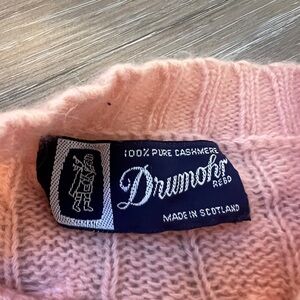 100% PURE CASHMERE
Drumohr
REGD
MADE IN SCOTLAND